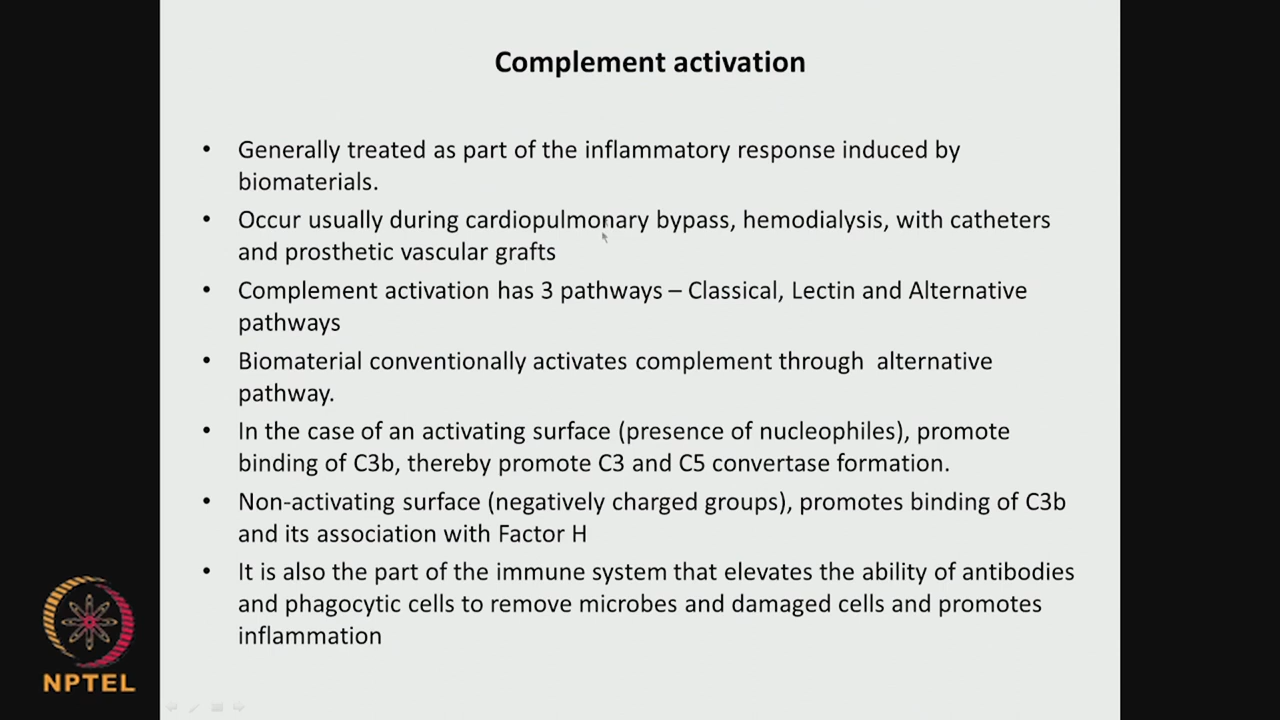 Complement activation
• Generally treated as part of the inflammatory response induced by
biomaterials.
• Occur usually during cardiopulmonary bypass, hemodialysis, with catheters
and prosthetic vascular grafts
• Complement activation has 3 pathways – Classical, Lectin and Alternative
pathways
• Biomaterial conventionally activates complement through  alternative
pathway.
• In the case of an activating surface (presence of nucleophiles), promote
binding of C3b, thereby promote C3 and C5 convertase formation.
• Non-activating surface (negatively charged groups), promotes binding of C3b
and its association with Factor H
• It is also the part of the immune system that elevates the ability of antibodies
and phagocytic cells to remove microbes and damaged cells and promotes
inflammation
NPTEL